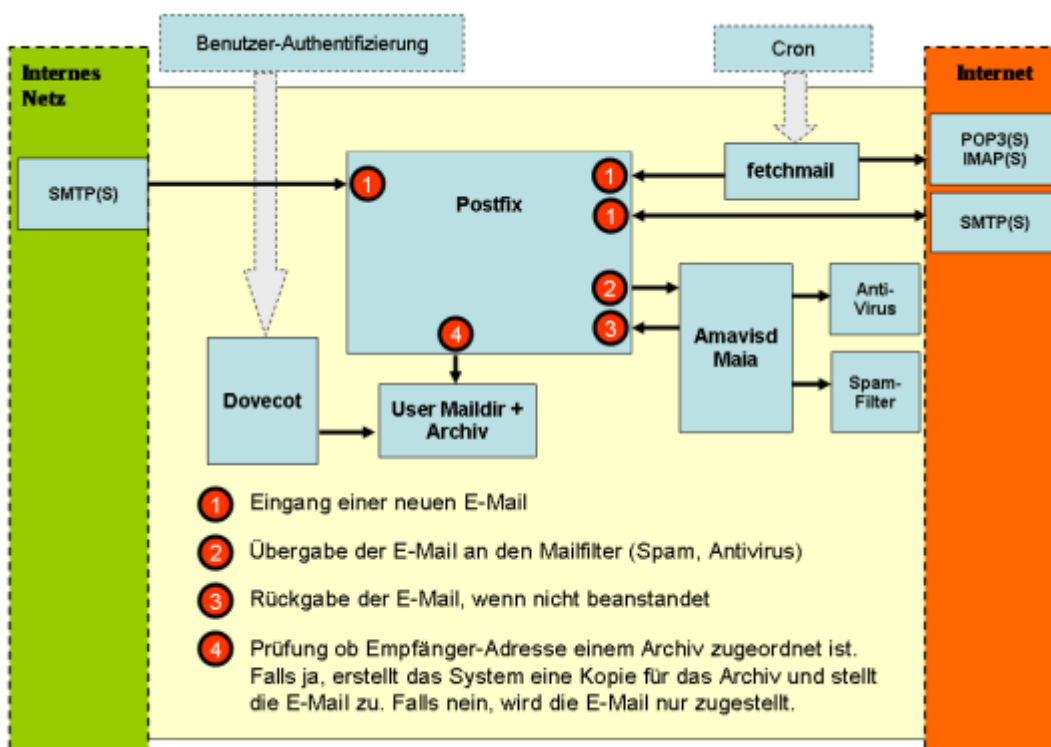 Benutzer-Authentifizierung
Cron
Internes
Netz
Internet
SMTP(S)
POP3(S)
IMAP(S)
fetchmail
SMTP(S)
1
1
1
Postfix
2
3
4
Amavisd
Maia
Anti-
Virus
Spam-
Filter
Dovecot
User Maildir +
Archiv
1 Eingang einer neuen E-Mail
2 Übergabe der E-Mail an den Mailfilter (Spam, Antivirus)
3 Rückgabe der E-Mail, wenn nicht beanstandet
4 Prüfung ob Empfänger-Adresse einem Archiv zugeordnet ist.
Falls ja, erstellt das System eine Kopie für das Archiv und stellt
die E-Mail zu. Falls nein, wird die E-Mail nur zugestellt.